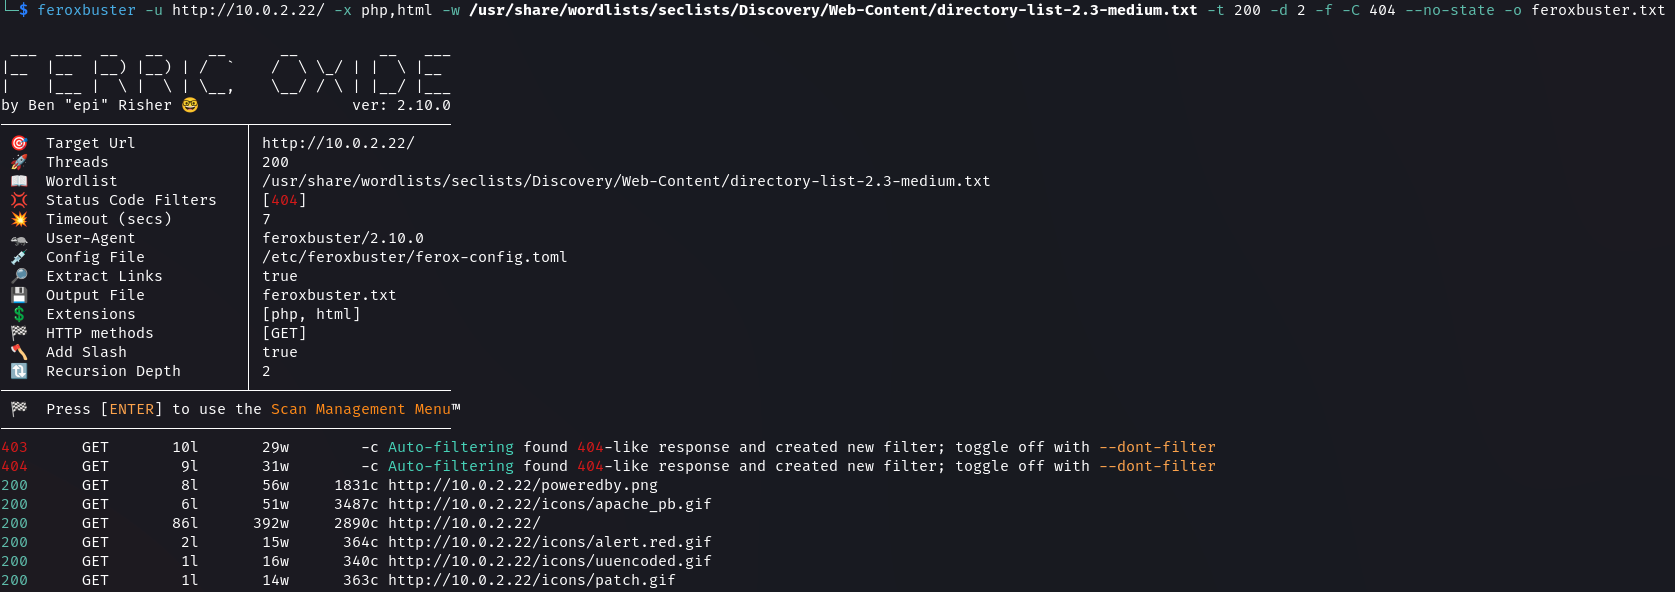 └─$ feroxbuster -u http://10.0.2.22/ -x php,html -w /usr/share/wordlists/seclists/Discovery/Web-Content/directory-list-2.3-medium.txt -t 200 -d 2 -f -C 404 --no-state -o feroxbuster.txt
FERRIC OXIDE
by Ben "epi" Risher 🤓 ver: 2.10.0
🎯 Target Url │ http://10.0.2.22/
🚀 Threads │ 200
📖 Wordlist │ /usr/share/wordlists/seclists/Discovery/Web-Content/directory-list-2.3-medium.txt
💢 Status Code Filters │ [404]
💥 Timeout (secs) │ 7
🦡 User-Agent │ feroxbuster/2.10.0
💉 Config File │ /etc/feroxbuster/ferox-config.toml
🔎 Extract Links │ true
💾 Output File │ feroxbuster.txt
💲 Extensions │ [php, html]
🏁 HTTP methods │ [GET]
🪓 Add Slash │ true
🔃 Recursion Depth │ 2
🏁 Press [ENTER] to use the Scan Management Menu™
403 GET 10l 29w -c Auto-filtering found 404-like response and created new filter; toggle off with --dont-filter
404 GET 9l 31w -c Auto-filtering found 404-like response and created new filter; toggle off with --dont-filter
200 GET 8l 56w 1831c http://10.0.2.22/poweredby.png
200 GET 6l 51w 3487c http://10.0.2.22/icons/apache_pb.gif
200 GET 86l 392w 2890c http://10.0.2.22/
200 GET 2l 15w 364c http://10.0.2.22/icons/alert.red.gif
200 GET 1l 16w 340c http://10.0.2.22/icons/uuencoded.gif
200 GET 1l 14w 363c http://10.0.2.22/icons/patch.gif